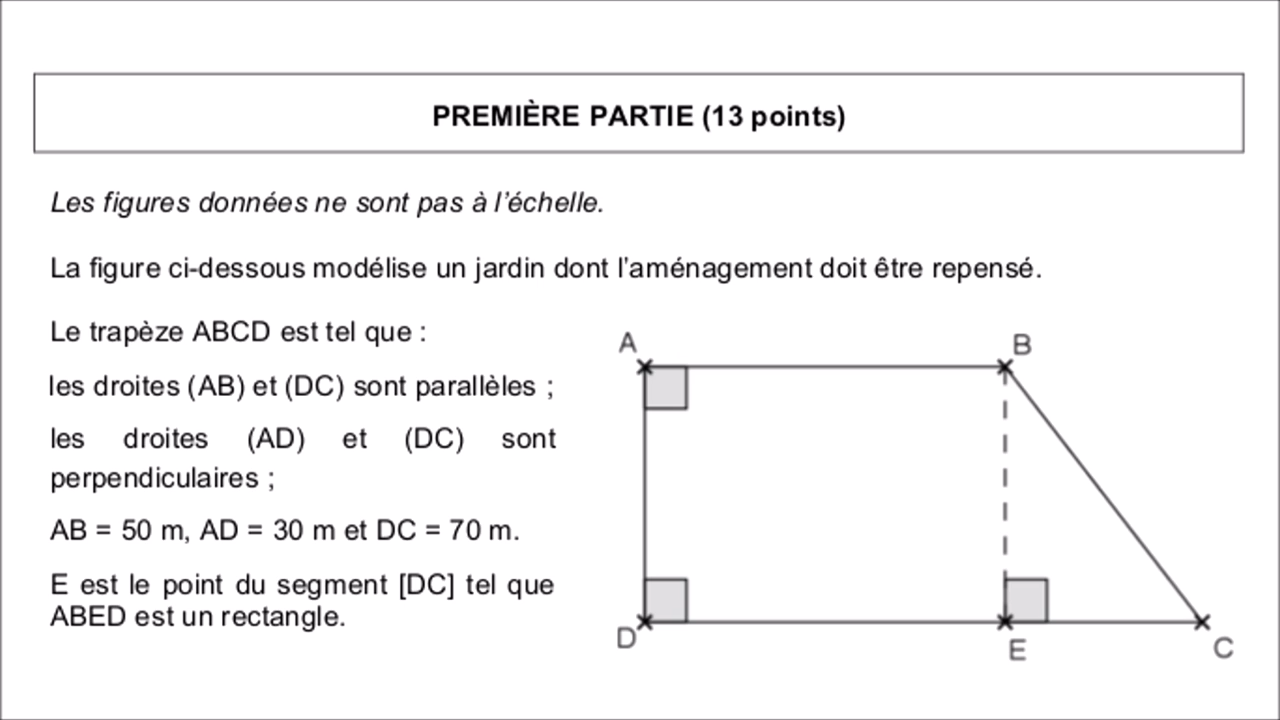 PREMIÈRE PARTIE (13 points)
Les figures données ne sont pas à l'échelle.
La figure ci-dessous modélise un jardin dont l'aménagement doit être repensé.
Le trapèze ABCD est tel que :
les droites (AB) et (DC) sont parallèles ;
les droites (AD) et (DC) sont
perpendiculaires ;
AB = 50 m, AD = 30 m et DC = 70 m.
E est le point du segment [DC] tel que
ABED est un rectangle.
A
B
D
E
C